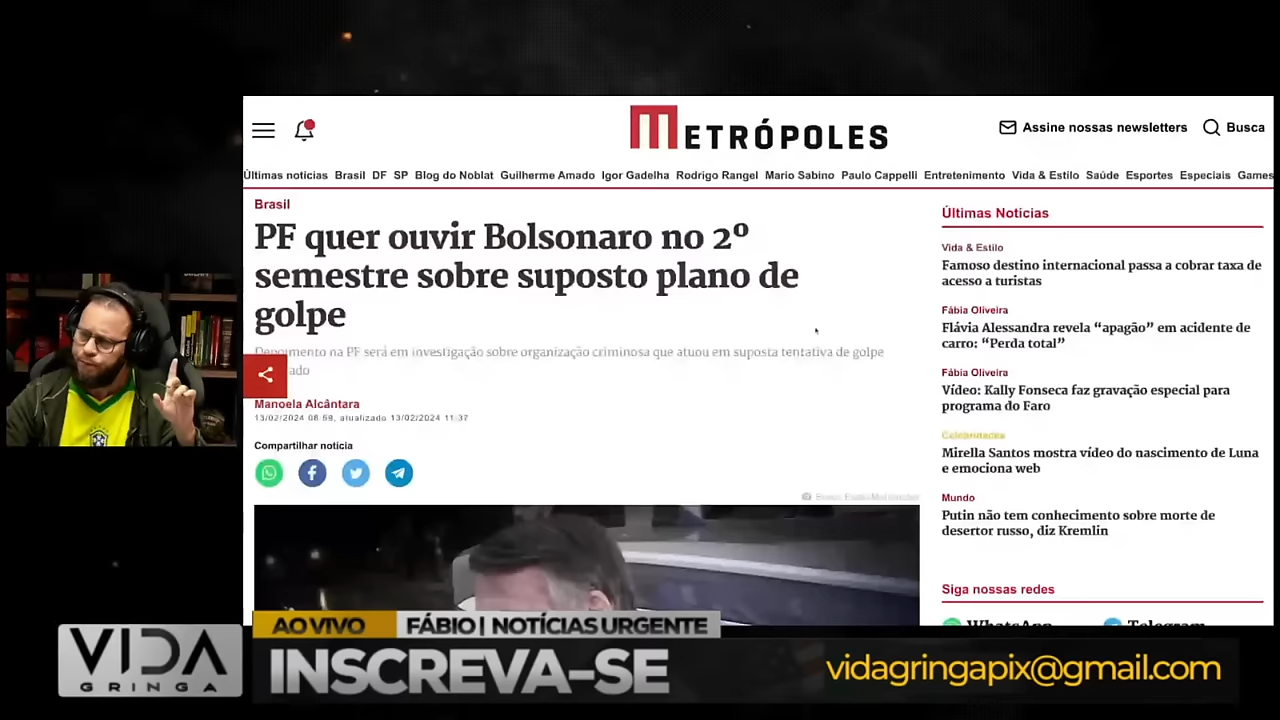 METRÓPOLES
Assine nossas newsletters
Busca
Últimas notícias Brasil DF SP Blog do Noblat Guilherme Amado Igor Gadelha Rodrigo Rangel Mario Sabino Paulo Cappelli Entretenimento Vida & Estilo Saúde Esportes Especiais Games
Brasil
PF quer ouvir Bolsonaro no 2º
semestre sobre suposto plano de
golpe
Depoimento na PF será em investigação sobre organização criminosa que atuou em suposta tentativa de golpe
ado
Manoela Alcântara
13/02/2024 08:59, atualizado 13/02/2024 11:37
Compartilhar notícia
Últimas Notícias
Vida & Estilo
Famoso destino internacional passa a cobrar taxa de
acesso a turistas
Fábia Oliveira
Flávia Alessandra revela “apagão” em acidente de
carro: “Perda total”
Fábia Oliveira
Vídeo: Kally Fonseca faz gravação especial para
programa do Faro
Celebridades
Mirella Santos mostra vídeo do nascimento de Luna
e emociona web
Mundo
Putin não tem conhecimento sobre morte de
desertor russo, diz Kremlin
Siga nossas redes
WhatsApp
Telegram
AO VIVO
FÁBIO | NOTÍCIAS URGENTE
VIDA
GRINGA
INSCREVA-SE
vidagringapix@gmail.com